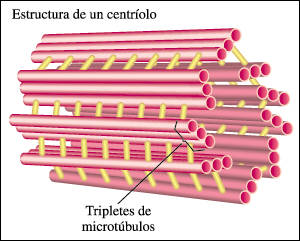 Estructura de un centríolo
Tripletes de
microtúbulos